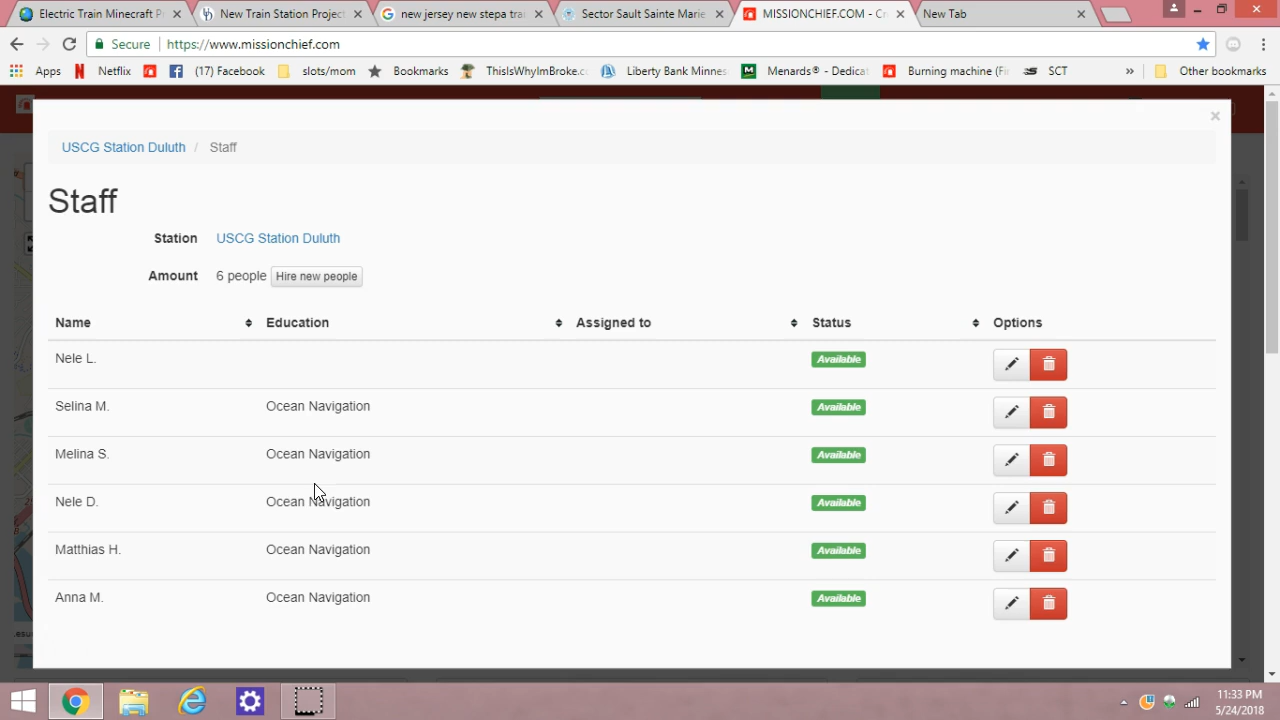 Electric Train Minecraft P
New Train Station Project
new jersey new stepa tra
Sector Sault Sainte Marie
MISSIONCHIEF.COM - Cr
New Tab
Secure https://www.missionchief.com
Apps Netflix (17) Facebook slots/mom Bookmarks ThisIsWhyImBroke.c Liberty Bank Minnes Menards® - Dedica Burning machine (Fi SCT » Other bookmarks
×
USCG Station Duluth / Staff
Staff
Station USCG Station Duluth
Amount 6 people Hire new people
Name Education Assigned to Status Options
Nele L. Available
Selina M. Ocean Navigation Available
Melina S. Ocean Navigation Available
Nele D. Ocean Navigation Available
Matthias H. Ocean Navigation Available
Anna M. Ocean Navigation Available
11:33 PM
5/24/2018